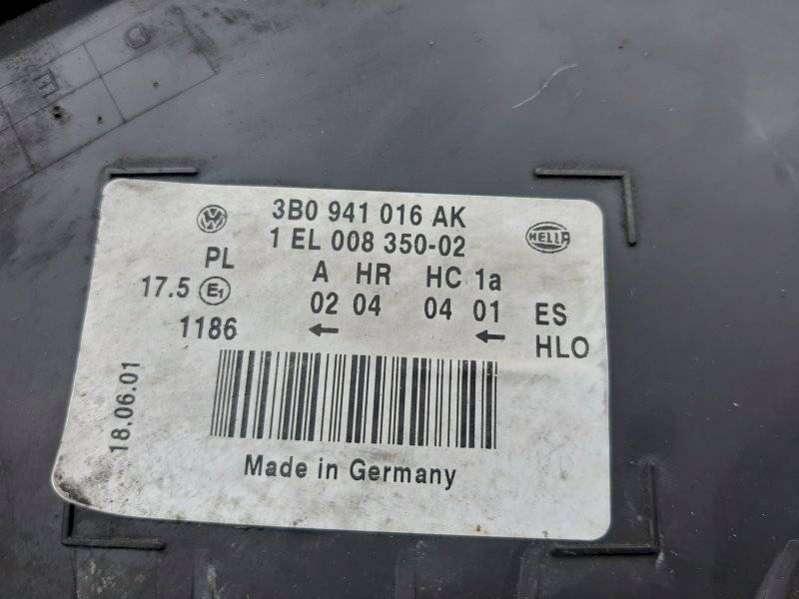 3B0 941 016 AK
1 EL 008 350-02
HELLA
PL
A HR HC 1a
17.5 E1
02 04 04 01 ES
1186 ← ← HLO
18.06.01
Made in Germany